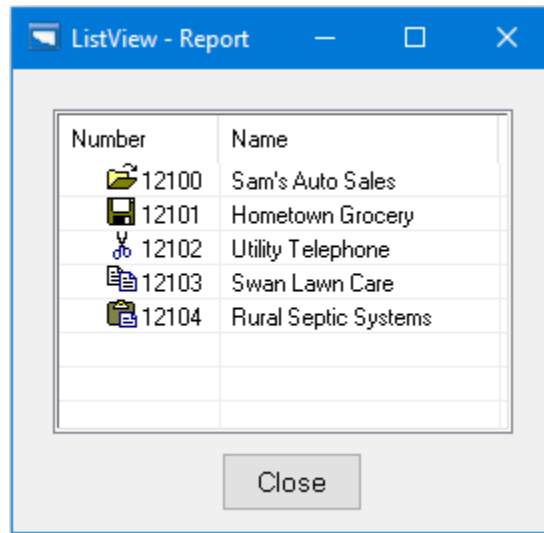 ListView - Report
Number Name
12100 Sam's Auto Sales
12101 Hometown Grocery
12102 Utility Telephone
12103 Swan Lawn Care
12104 Rural Septic Systems
Close